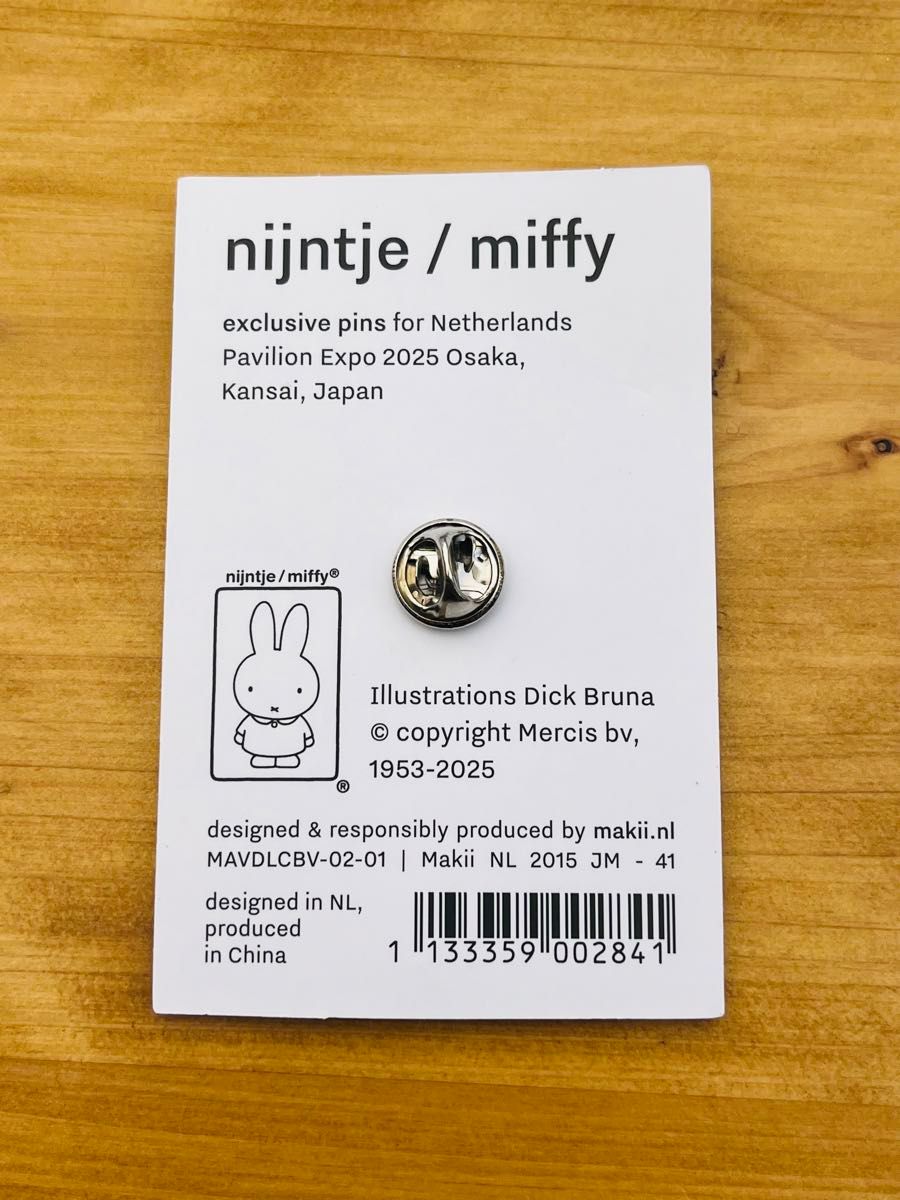 nijntje / miffy
exclusive pins for Netherlands
Pavilion Expo 2025 Osaka,
Kansai, Japan
nijntje / miffy®
®
Illustrations Dick Bruna
© copyright Mercis bv,
1953-2025
designed & responsibly produced by makii.nl
MAVDLCBV-02-01 | Makii NL 2015 JM - 41
designed in NL,
produced
in China
1 133359 002841